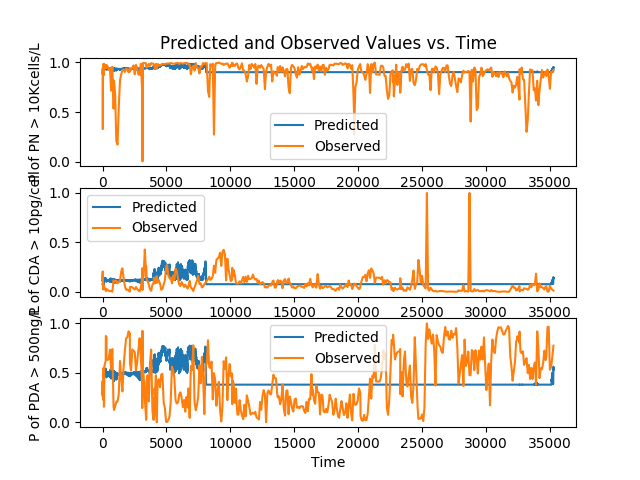 Predicted and Observed Values vs. Time
P of PN > 10Kcells/L
1.0
0.5
0.0
Predicted
Observed
0 5000 10000 15000 20000 25000 30000 35000
P of CDA > 10pg/cell
1.0
0.5
0.0
Predicted
Observed
0 5000 10000 15000 20000 25000 30000 35000
P of PDA > 500ng/L
1.0
0.5
0.0
Predicted
Observed
0 5000 10000 15000 20000 25000 30000 35000
Time